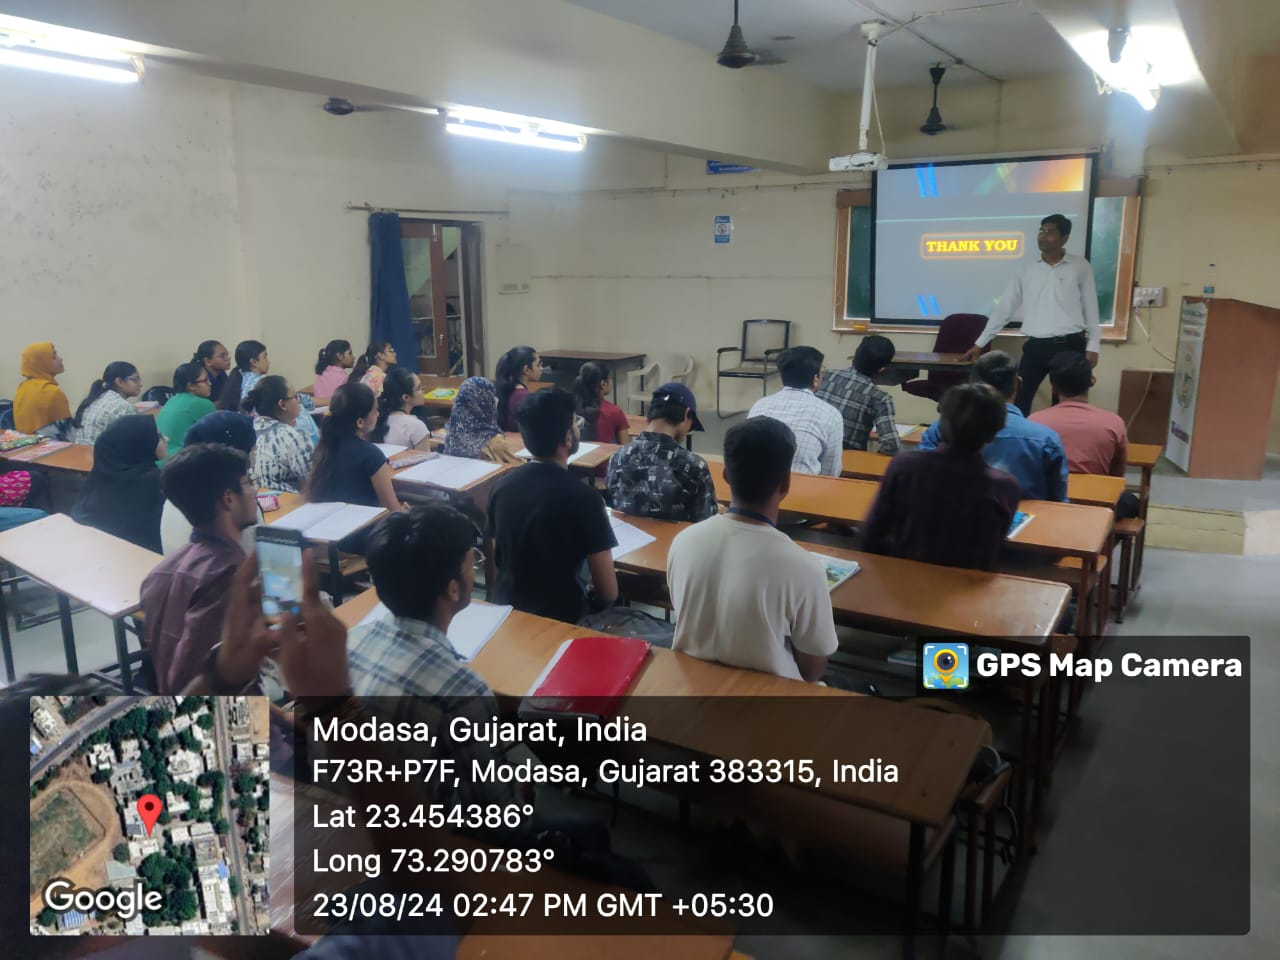 THANK YOU
GPS Map Camera
Modasa, Gujarat, India
F73R+P7F, Modasa, Gujarat 383315, India
Lat 23.454386°
Long 73.290783°
23/08/24 02:47 PM GMT +05:30
Google